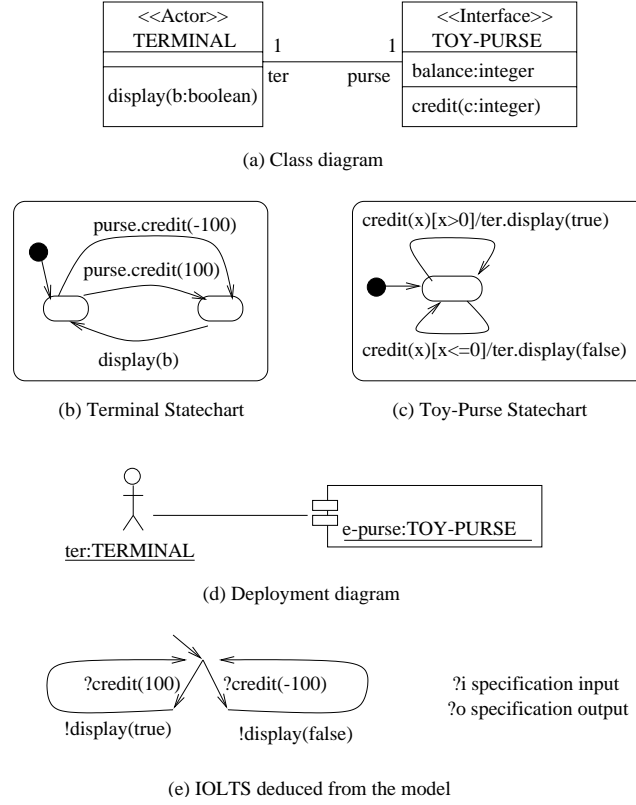 <<Actor>>
TERMINAL
display(b:boolean)
1
ter
1
purse
<<Interface>>
TOY-PURSE
balance:integer
credit(c:integer)
(a) Class diagram
purse.credit(-100)
purse.credit(100)
display(b)
(b) Terminal Statechart
credit(x)[x>0]/ter.display(true)
credit(x)[x<=0]/ter.display(false)
(c) Toy-Purse Statechart
ter:TERMINAL
e-purse:TOY-PURSE
(d) Deployment diagram
?credit(100)
?credit(-100)
!display(true)
!display(false)
?i specification input
?o specification output
(e) IOLTS deduced from the model